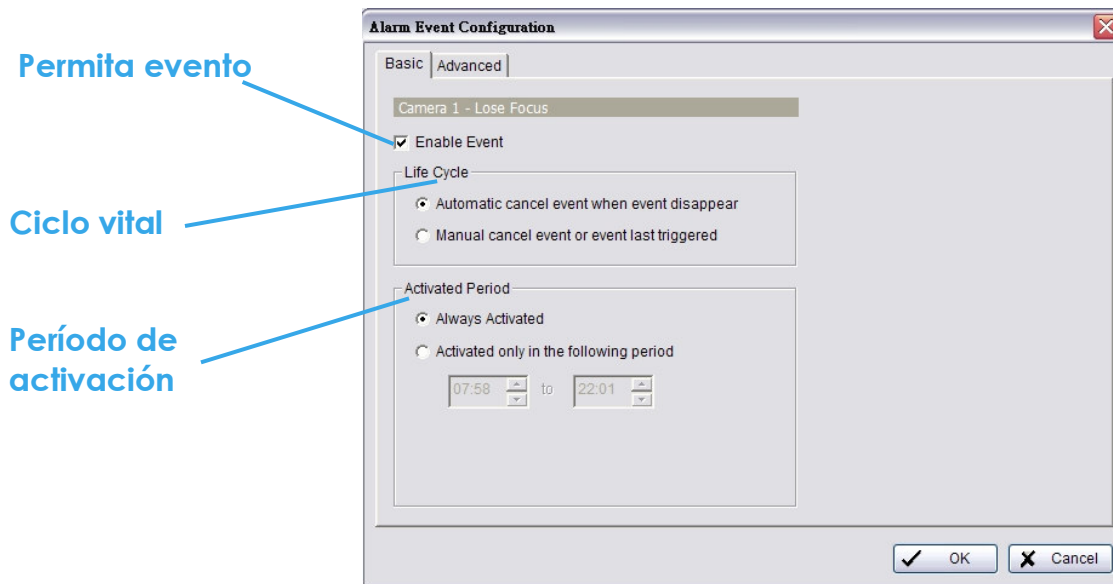 Alarm Event Configuration
Permita evento
Basic
Advanced
Camera 1 - Lose Focus
Enable Event
Life Cycle
Automatic cancel event when event disappear
Ciclo vital
Manual cancel event or event last triggered
Activated Period
Always Activated
Período de
activación
Activated only in the following period
07:58 to 22:01
OK
Cancel